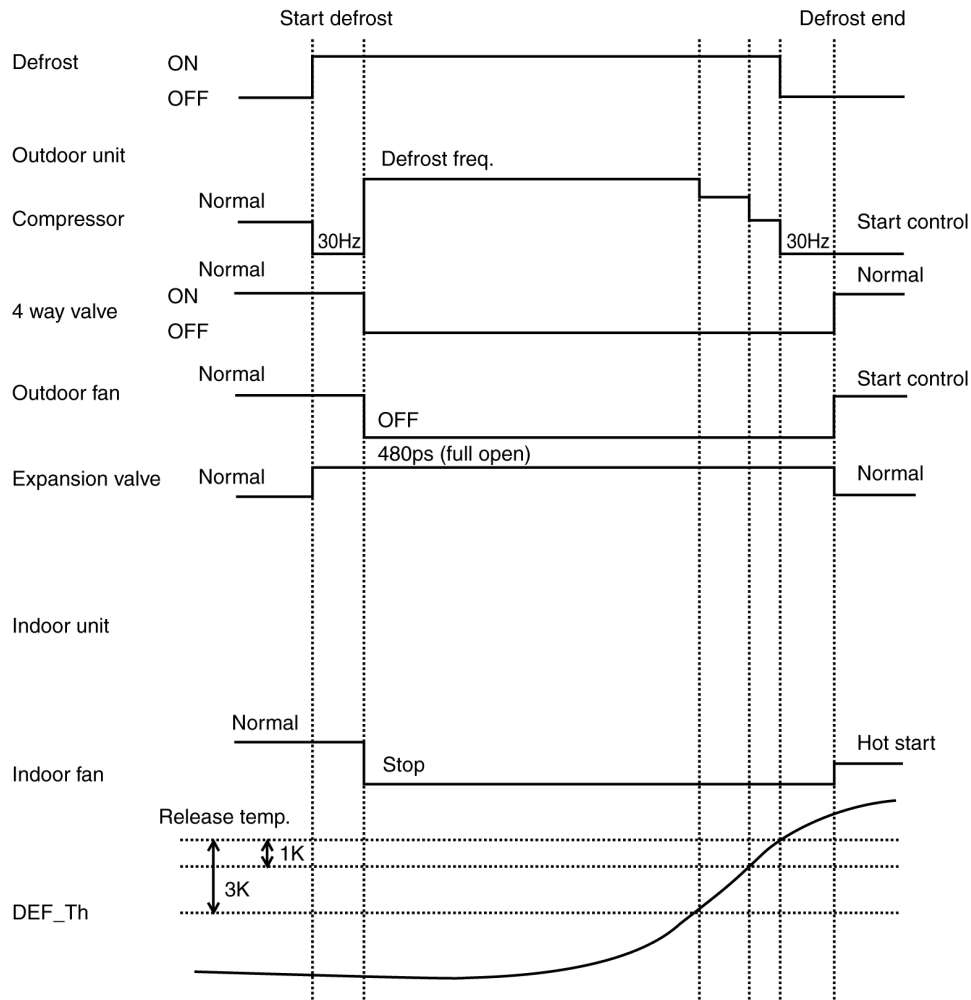 Start defrost Defrost end
Defrost ON
OFF
Outdoor unit
Defrost freq.
Normal
Compressor Start control
30Hz 30Hz
Normal Normal
ON
4 way valve
OFF
Normal Start control
Outdoor fan
OFF
480ps (full open)
Expansion valve Normal Normal
Indoor unit
Normal
Hot start
Stop
Indoor fan
Release temp.
1K
3K
DEF_Th